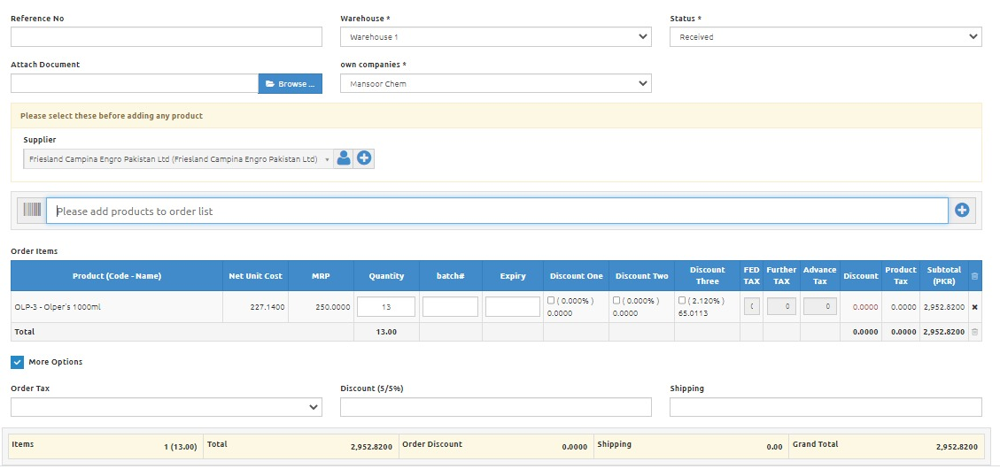 Reference No
Warehouse *
Status *
Warehouse 1
Received
Attach Document
own companies *
Browse ...
Mansoor Chem
Please select these before adding any product
Supplier
Friesland Campina Engro Pakistan Ltd (Friesland Campina Engro Pakistan Ltd)
Please add products to order list
Order Items
Product (Code - Name) Net Unit Cost MRP Quantity batch# Expiry Discount One Discount Two Discount Three FED TAX Further TAX Advance Tax Discount Product Tax Subtotal (PKR)
OLP-3 - Olper's 1000ml 227.1400 250.0000 13 ( 0.000% ) 0.0000 ( 0.000% ) 0.0000 ( 2.120% ) 65.0113 0 0 0.0000 0.0000 2,952.8200
Total 13.00 0.0000 0.0000 2,952.8200
More Options
Order Tax
Discount (5/5%)
Shipping
Items 1 (13.00) Total 2,952.8200 Order Discount 0.0000 Shipping 0.00 Grand Total 2,952.8200